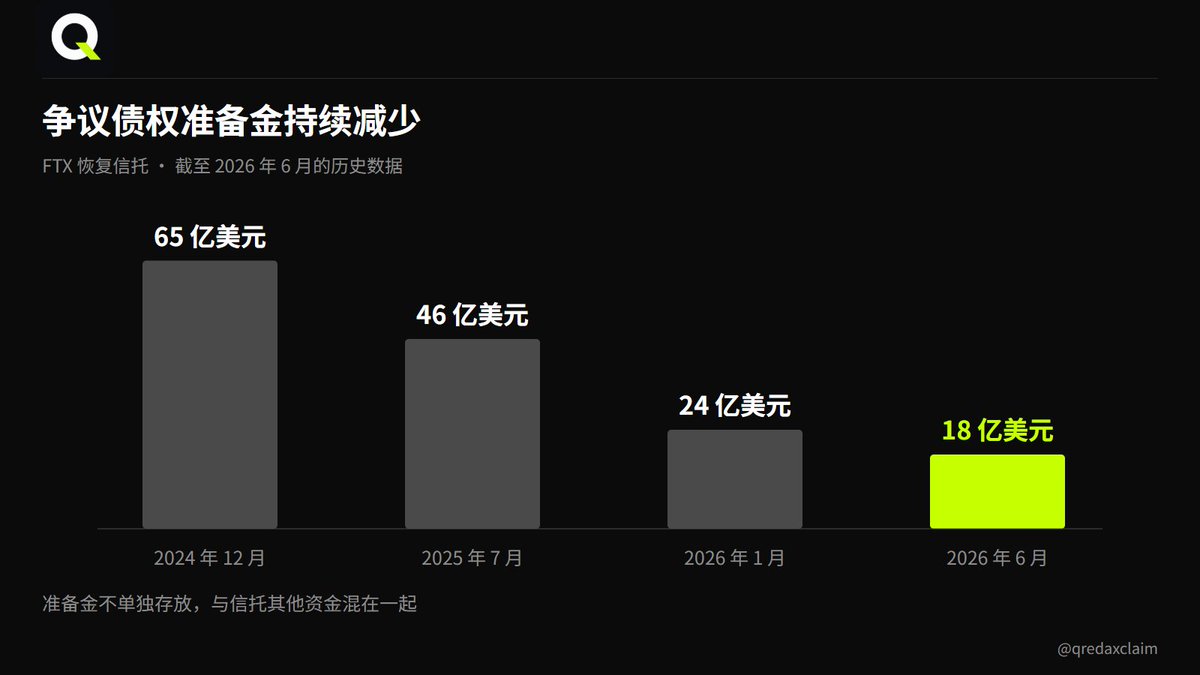 争议债权准备金持续减少
FTX 恢复信托 • 截至 2026 年 6 月的历史数据
65 亿美元
46 亿美元
24 亿美元
18 亿美元
2024 年 12 月
2025 年 7 月
2026 年 1 月
2026 年 6 月
准备金不单独存放，与信托其他资金混在一起
@qredaxclaim